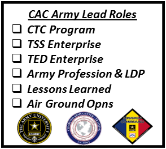 CAC Army Lead Roles
❑ CTC Program
❑ TSS Enterprise
❑ TED Enterprise
❑ Army Profession & LDP
❑ Lessons Learned
❑ Air Ground Opns